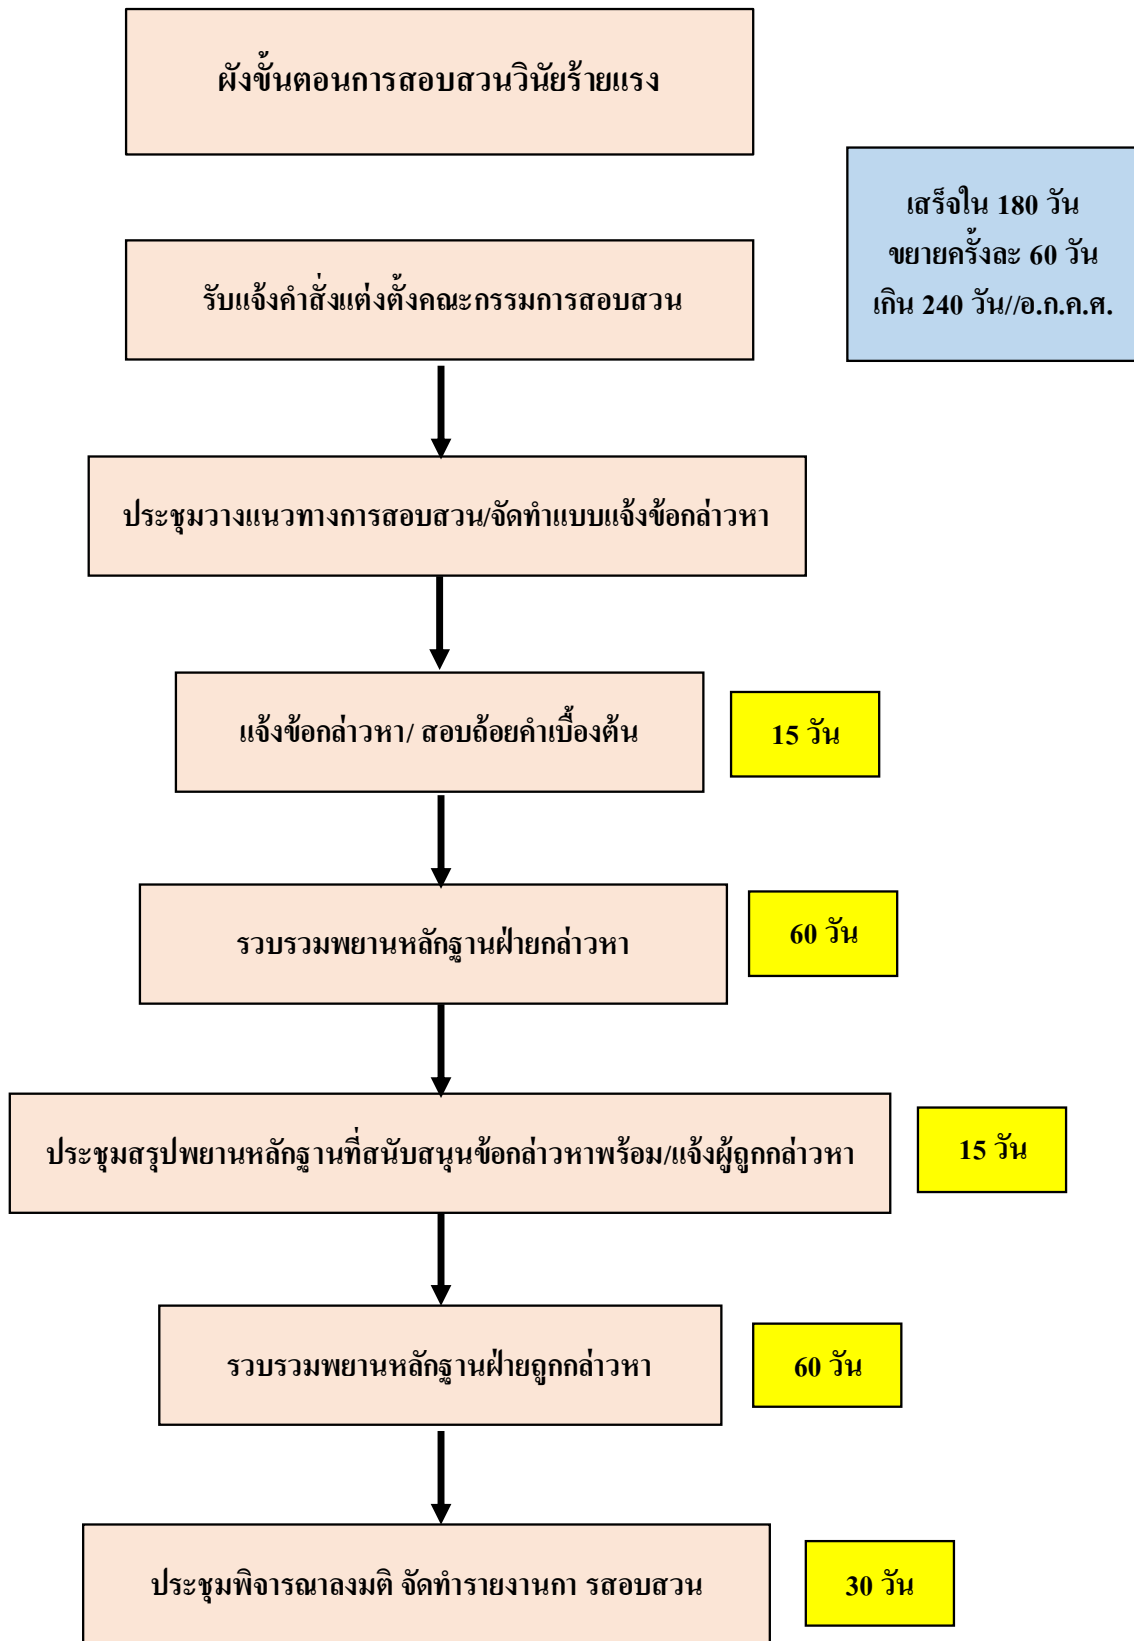 ผังขั้นตอนการสอบสวนวินัยร้ายแรง
เสร็จใน 180 วัน
ขยายครั้งละ 60 วัน
เกิน 240 วัน//อ.ก.ค.ศ.
รับแจ้งคำสั่งแต่งตั้งคณะกรรมการสอบสวน
ประชุมวางแนวทางการสอบสวน/จัดทำแบบแจ้งข้อกล่าวหา
แจ้งข้อกล่าวหา/ สอบถ้อยคำเบื้องต้น
15 วัน
รวบรวมพยานหลักฐานฝ่ายกล่าวหา
60 วัน
ประชุมสรุปพยานหลักฐานที่สนับสนุนข้อกล่าวหาพร้อม/แจ้งผู้ถูกกล่าวหา
15 วัน
รวบรวมพยานหลักฐานฝ่ายถูกกล่าวหา
60 วัน
ประชุมพิจารณาลงมติ จัดทำรายงานกา รสอบสวน
30 วัน